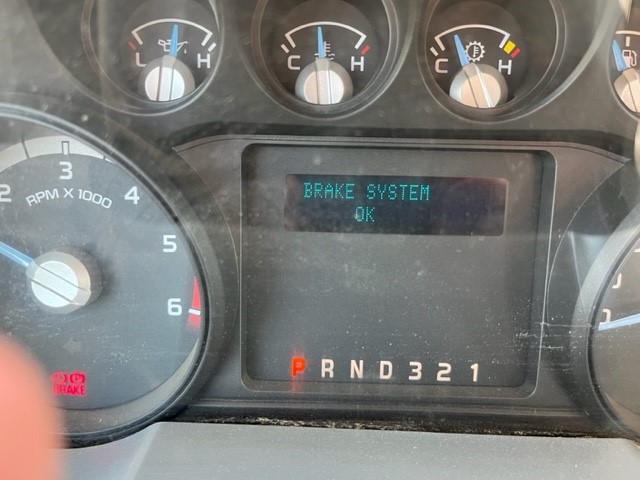 L H
C H
C H
2 3 4 5 6
RPM X 1000
BRAKE SYSTEM
OK
P R N D 3 2 1
P
BRAKE